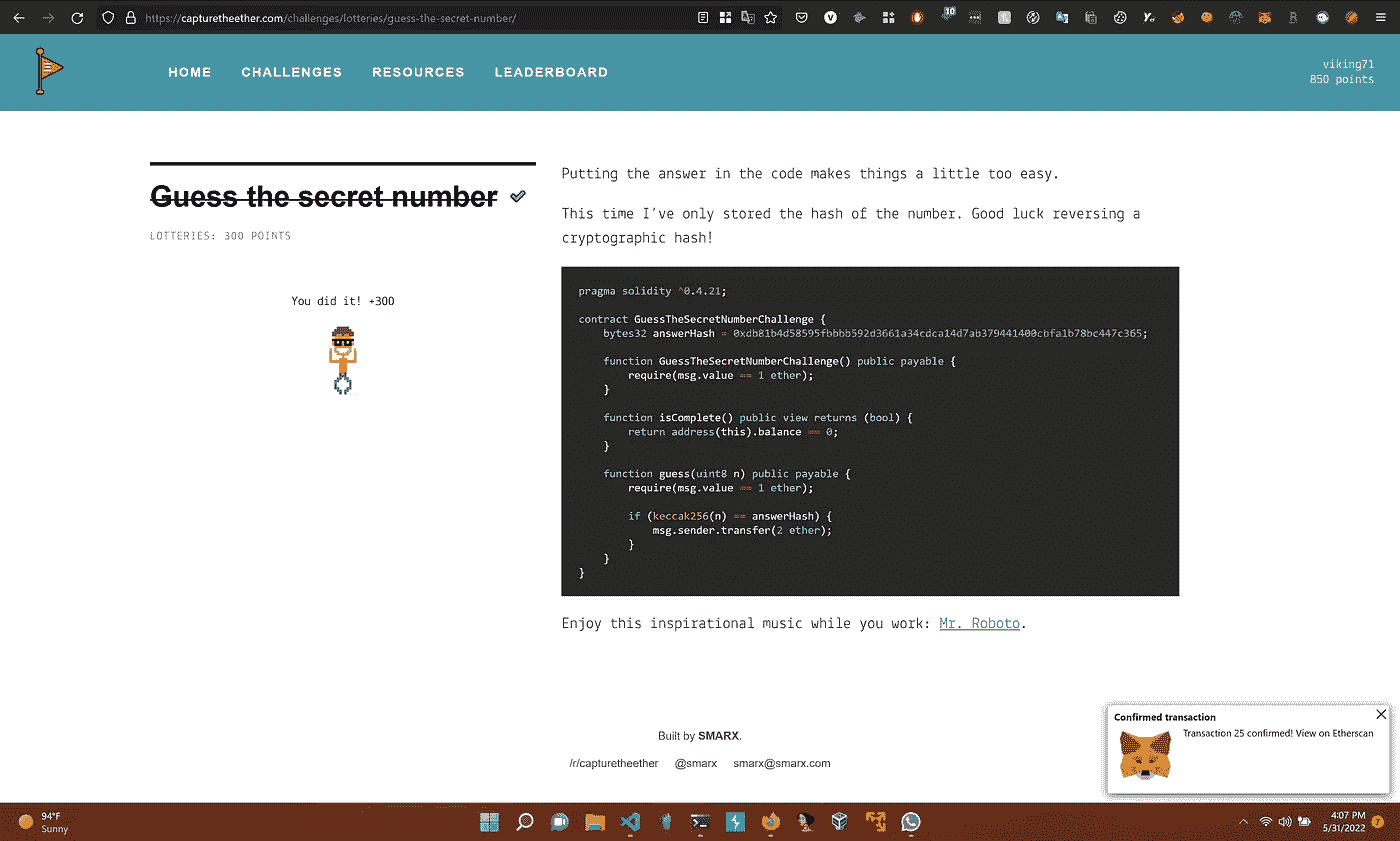 https://capturetheether.com/challenges/lotteries/guess-the-secret-number/
10
HOME CHALLENGES RESOURCES LEADERBOARD
viking71
850 points
Guess the secret number
LOTTERIES: 300 POINTS
You did it! +300
Putting the answer in the code makes things a little too easy.
This time I've only stored the hash of the number. Good luck reversing a
cryptographic hash!
pragma solidity ^0.4.21;
contract GuessTheSecretNumberChallenge {
bytes32 answerHash = 0xdb81b4d58595fbbbb592d3661a34cdca14d7ab379441400cbfa1b78bc447c365;
function GuessTheSecretNumberChallenge() public payable {
require(msg.value == 1 ether);
}
function isComplete() public view returns (bool) {
return address(this).balance == 0;
}
function guess(uint8 n) public payable {
require(msg.value == 1 ether);
if (keccak256(n) == answerHash) {
msg.sender.transfer(2 ether);
}
}
}
Enjoy this inspirational music while you work: Mr. Roboto.
Built by SMARX.
/r/capturetheether @smarx smarx@smarx.com
Confirmed transaction
Transaction 25 confirmed! View on Etherscan
94°F
Sunny
4:07 PM
5/31/2022
7